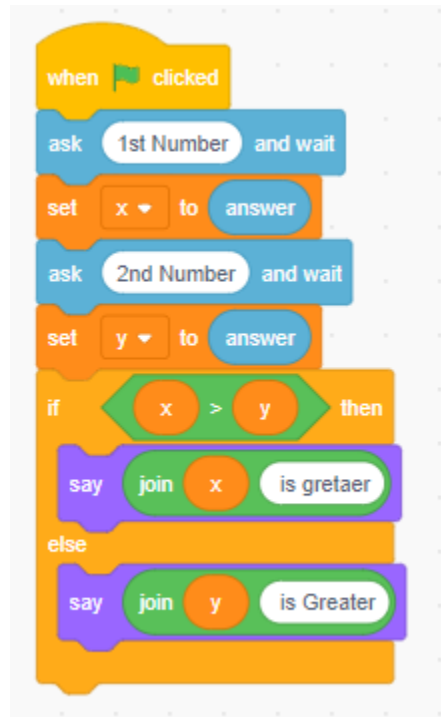 when clicked
ask 1st Number and wait
set x to answer
ask 2nd Number and wait
set y to answer
if x > y then
say join x is gretaer
else
say join y is Greater